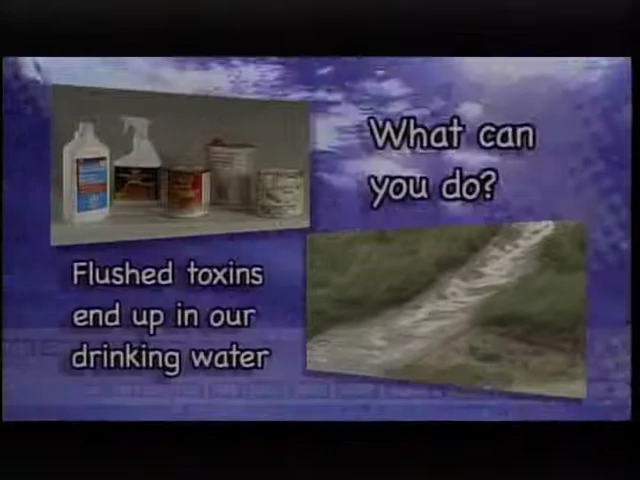 What can
you do?
Flushed toxins
end up in our
drinking water